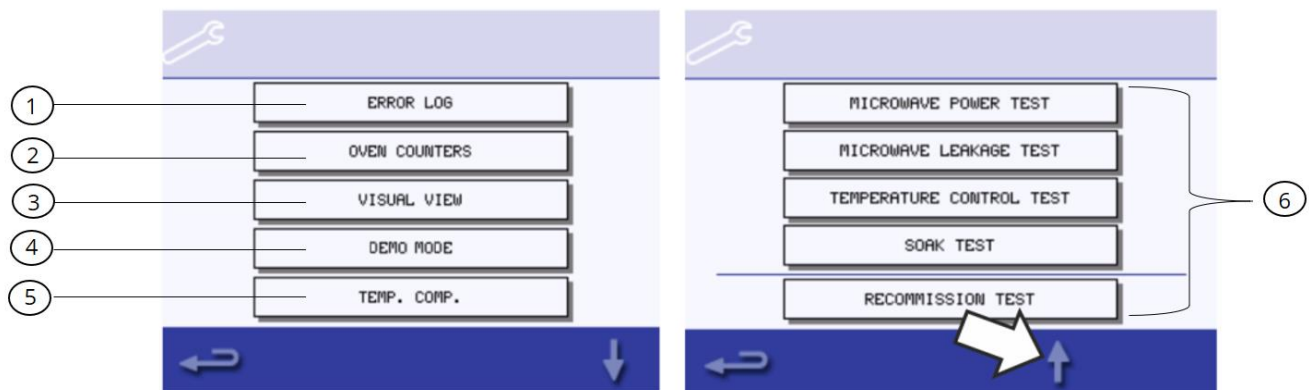 1
ERROR LOG
2
OVEN COUNTERS
3
VISUAL VIEW
4
DEMO MODE
5
TEMP. COMP.
MICROWAVE POWER TEST
MICROWAVE LEAKAGE TEST
TEMPERATURE CONTROL TEST
SOAK TEST
RECOMMISSION TEST
6